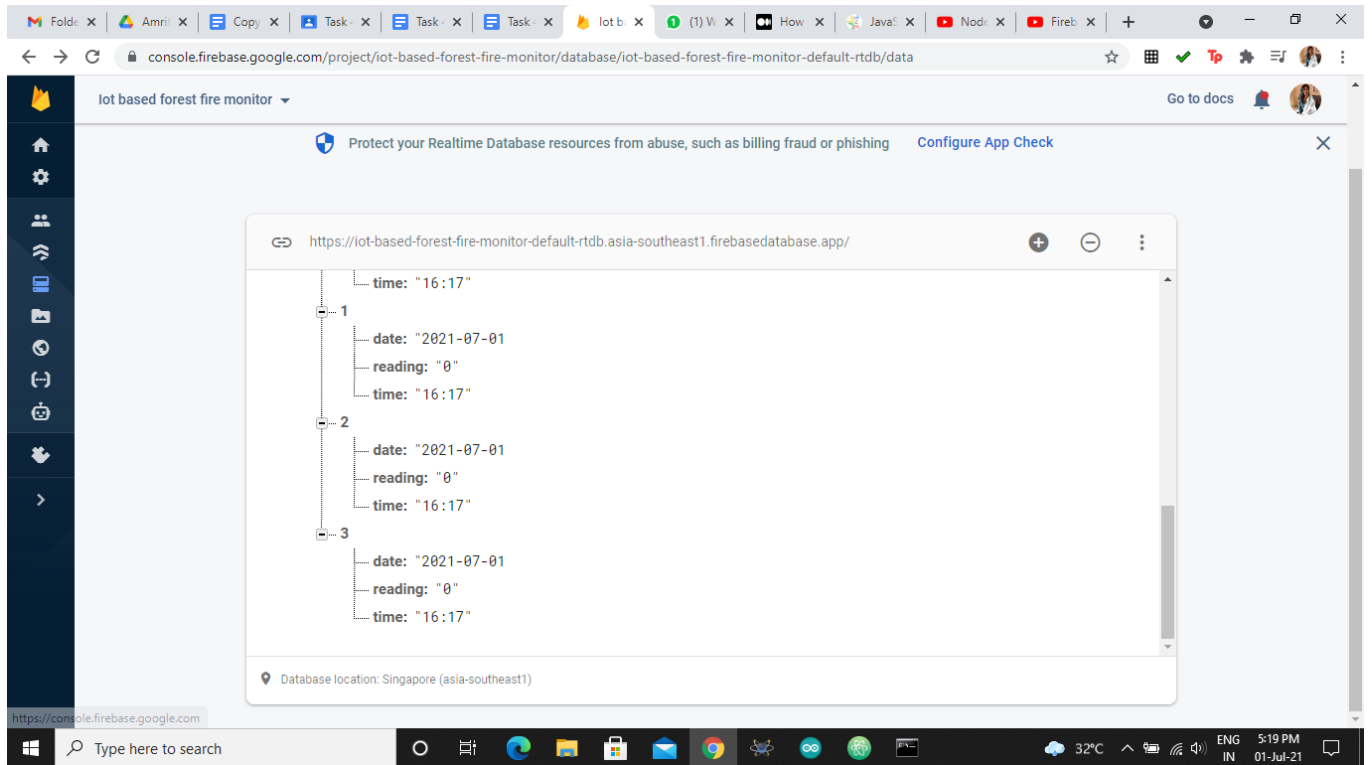 Folde
Amrit
Copy
Task
Task
Task
Iot b
(1) W
How
JavaS
Node
Fireb
console.firebase.google.com/project/iot-based-forest-fire-monitor/database/iot-based-forest-fire-monitor-default-rtdb/data
Tp
Iot based forest fire monitor
Go to docs
Protect your Realtime Database resources from abuse, such as billing fraud or phishing Configure App Check
https://iot-based-forest-fire-monitor-default-rtdb.asia-southeast1.firebasedatabase.app/
time: "16:17"
1
date: "2021-07-01
reading: "0"
time: "16:17"
2
date: "2021-07-01
reading: "0"
time: "16:17"
3
date: "2021-07-01
reading: "0"
time: "16:17"
Database location: Singapore (asia-southeast1)
https://console.firebase.google.com
Type here to search
32°C
ENG
IN
5:19 PM
01-Jul-21